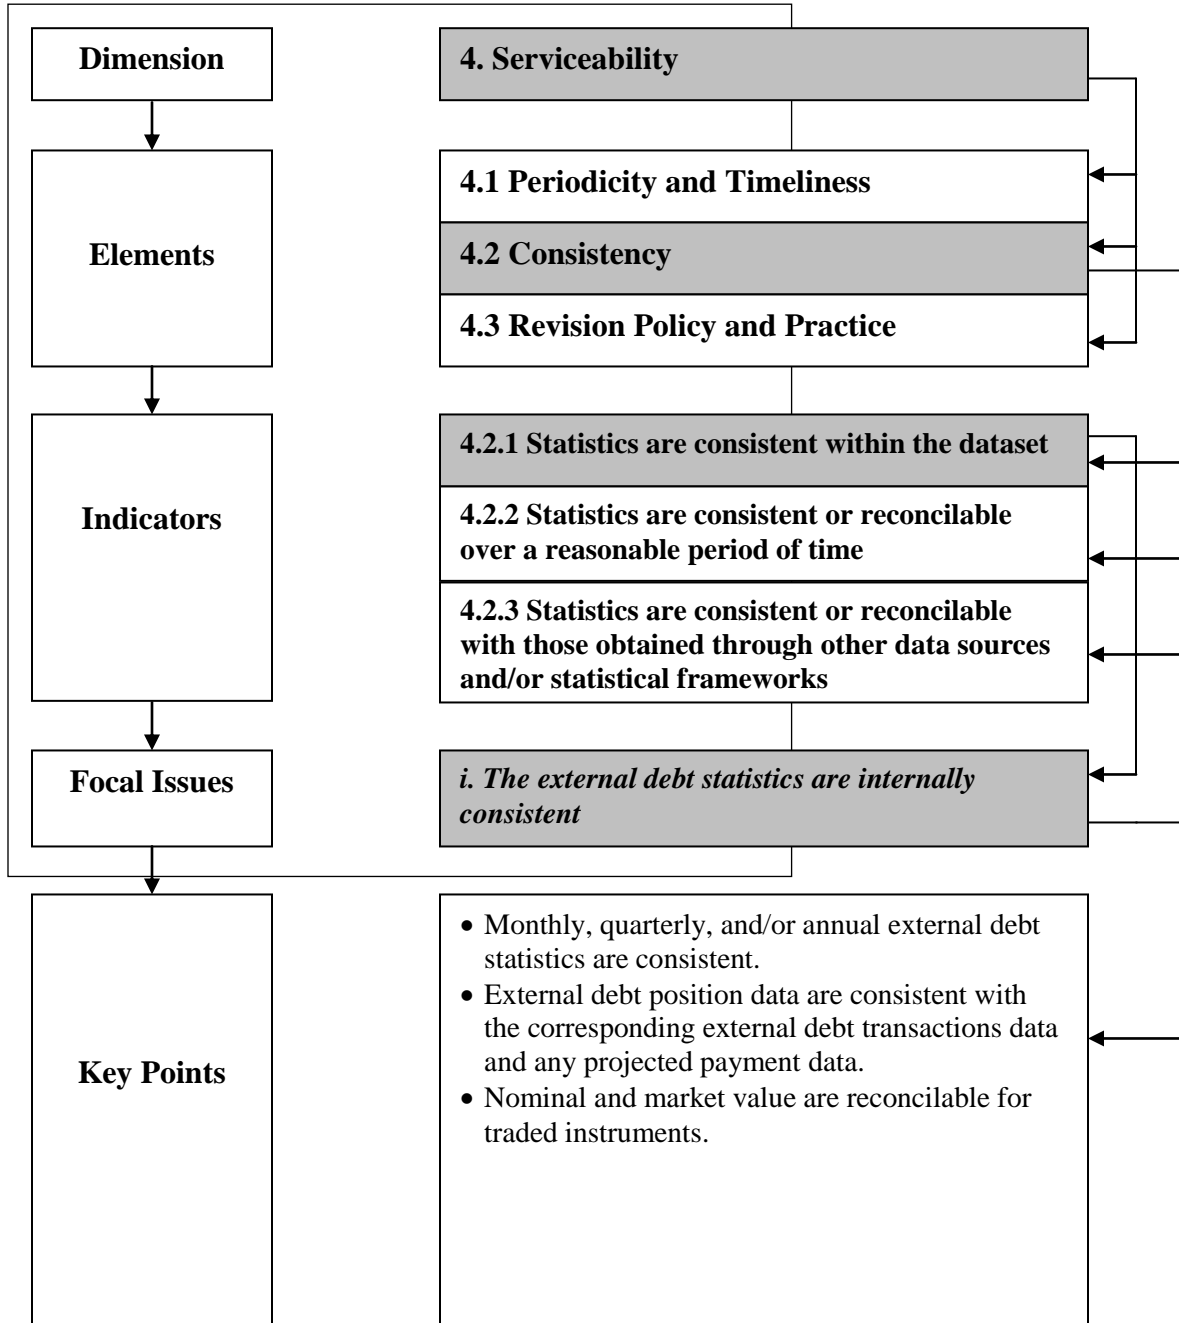 Dimension
4. Serviceability
Elements
4.1 Periodicity and Timeliness
4.2 Consistency
4.3 Revision Policy and Practice
Indicators
4.2.1 Statistics are consistent within the dataset
4.2.2 Statistics are consistent or reconcilable
over a reasonable period of time
4.2.3 Statistics are consistent or reconcilable
with those obtained through other data sources
and/or statistical frameworks
Focal Issues
i. The external debt statistics are internally
consistent
Key Points
• Monthly, quarterly, and/or annual external debt
statistics are consistent.
• External debt position data are consistent with
the corresponding external debt transactions data
and any projected payment data.
• Nominal and market value are reconcilable for
traded instruments.